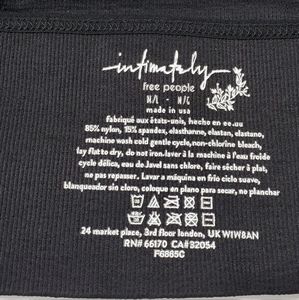 intimately
free people
M/L - M/G
made in usa
fabriqué aux états-unis, hecho en ee.uu
85% nylon, 15% spandex, elasthanne, elastan, elastano,
machine wash cold gentle cycle, non-chlorine bleach,
lay flat to dry, do not iron. laver à la machine à l'eau froide
cycle délica, eau de Javel sans chlore, faire sécher à plat,
no pas repasser. Lavar a máquina en frío ciclo suave,
blanqueador sin cloro, coloque en plano para secar, no planchar
24 market place, 3rd floor london, UK W1W8AN
RN# 66170 CA#32054
F6865C